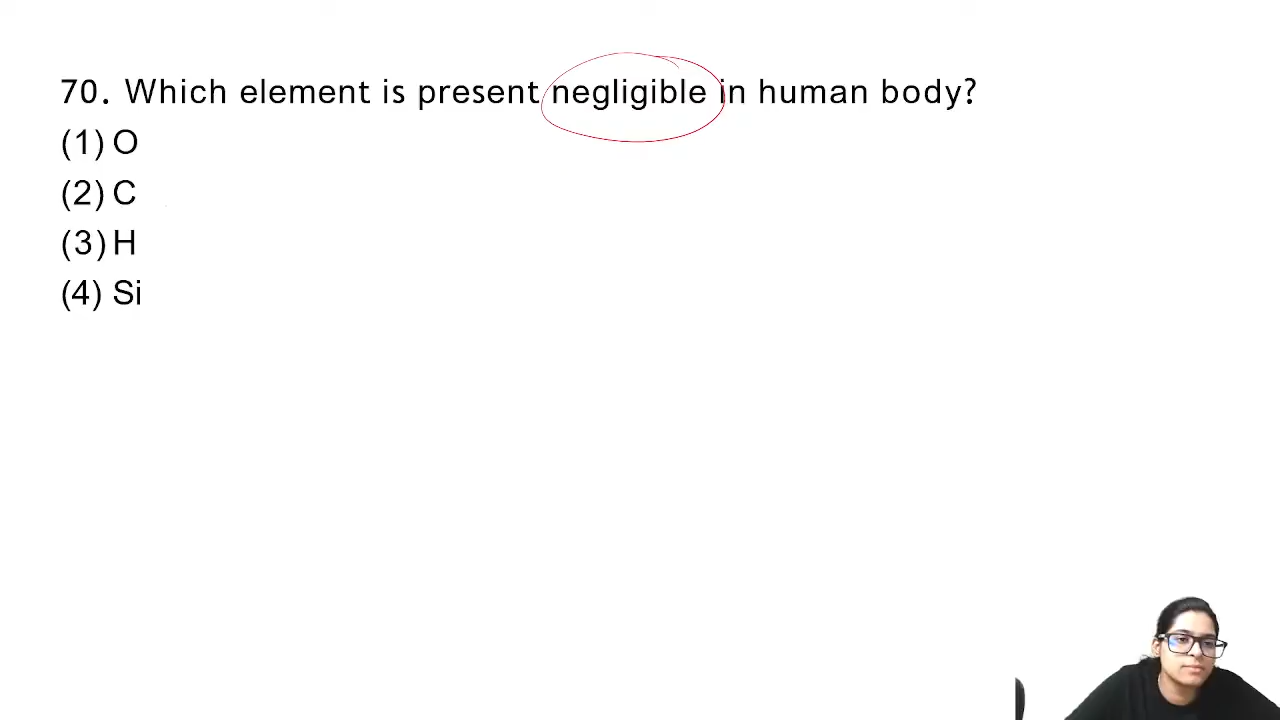 70. Which element is present negligible in human body?
(1) O
(2) C
(3) H
(4) Si